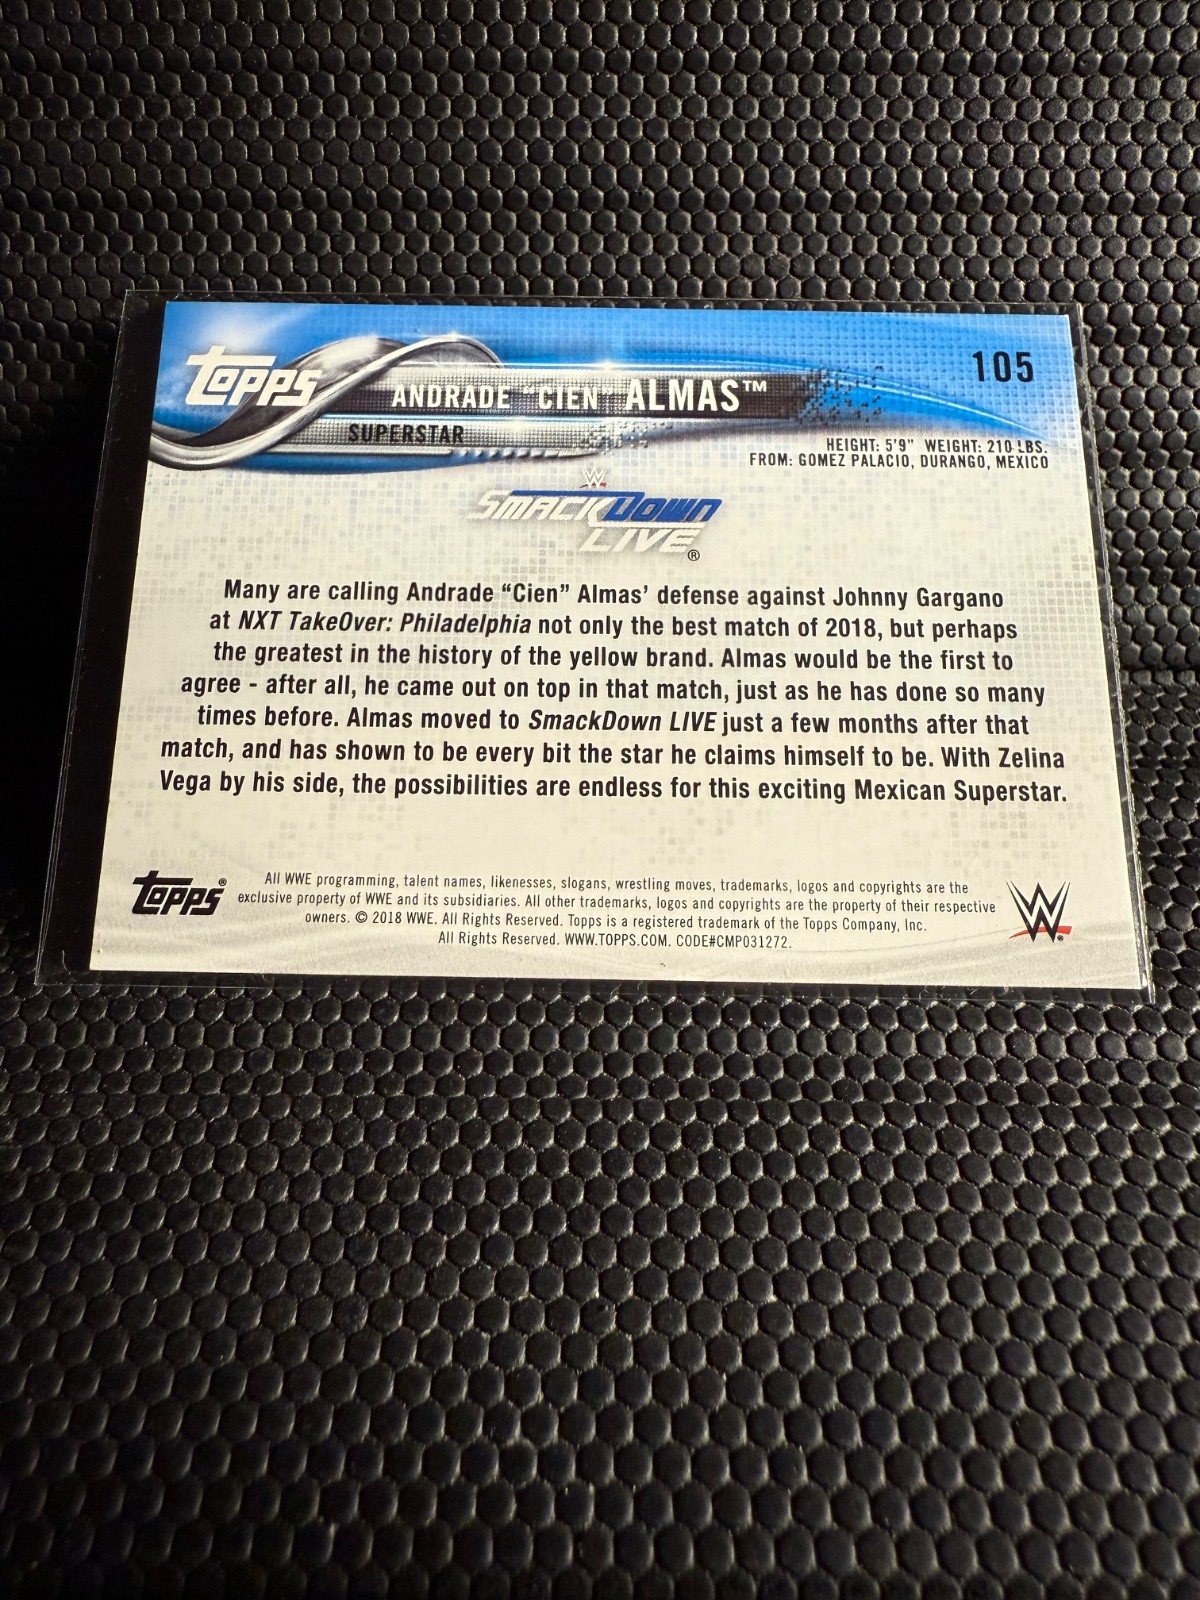 Topps
ANDRADE "CIEN" ALMAS™
105
SUPERSTAR
HEIGHT: 5'9" WEIGHT: 210 LBS.
FROM: GOMEZ PALACIO, DURANGO, MEXICO
W
SMACKDOWN
LIVE®
Many are calling Andrade “Cien” Almas’ defense against Johnny Gargano
at NXT TakeOver: Philadelphia not only the best match of 2018, but perhaps
the greatest in the history of the yellow brand. Almas would be the first to
agree - after all, he came out on top in that match, just as he has done so many
times before. Almas moved to SmackDown LIVE just a few months after that
match, and has shown to be every bit the star he claims himself to be. With Zelina
Vega by his side, the possibilities are endless for this exciting Mexican Superstar.
Topps®
All WWE programming, talent names, likenesses, slogans, wrestling moves, trademarks, logos and copyrights are the
exclusive property of WWE and its subsidiaries. All other trademarks, logos and copyrights are the property of their respective
owners. © 2018 WWE. All Rights Reserved. Topps is a registered trademark of the Topps Company, Inc.
All Rights Reserved. WWW.TOPPS.COM. CODE#CMP031272.
W®